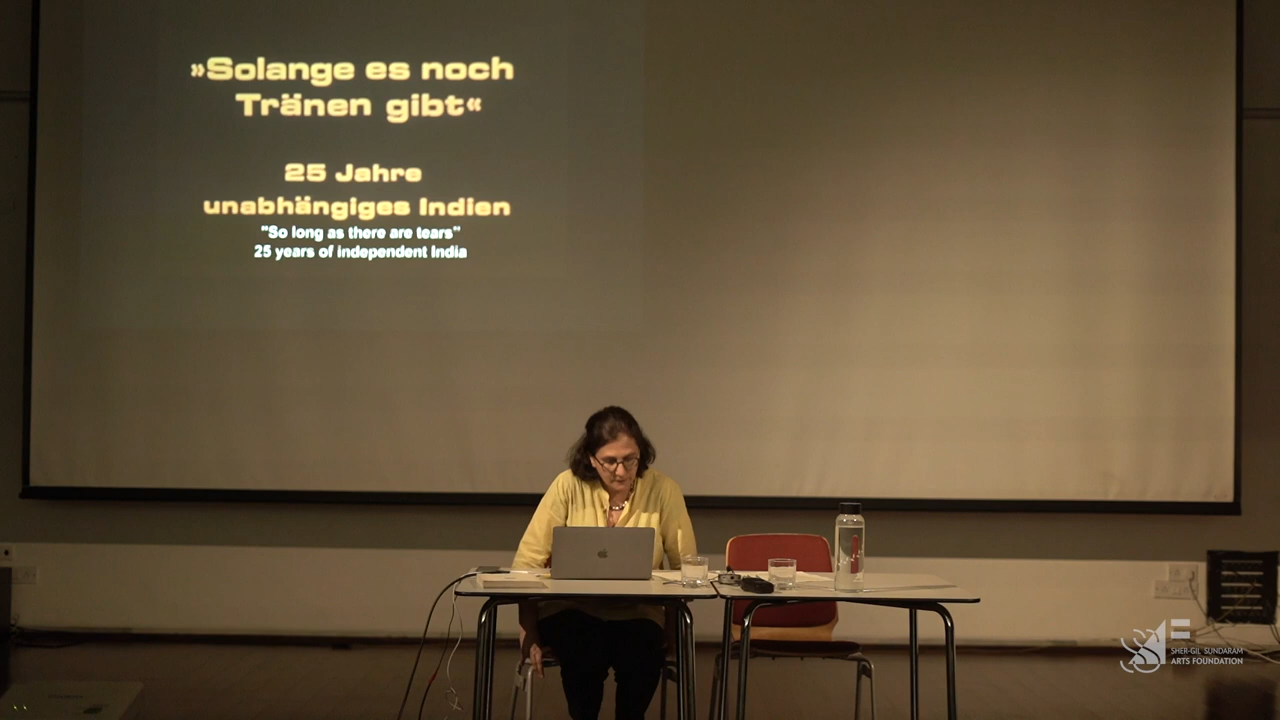 »Solange es noch
Tränen gibt«
25 Jahre
unabhängiges Indien
"So long as there are tears"
25 years of independent India
SHER-GIL SUNDARAM
ARTS FOUNDATION